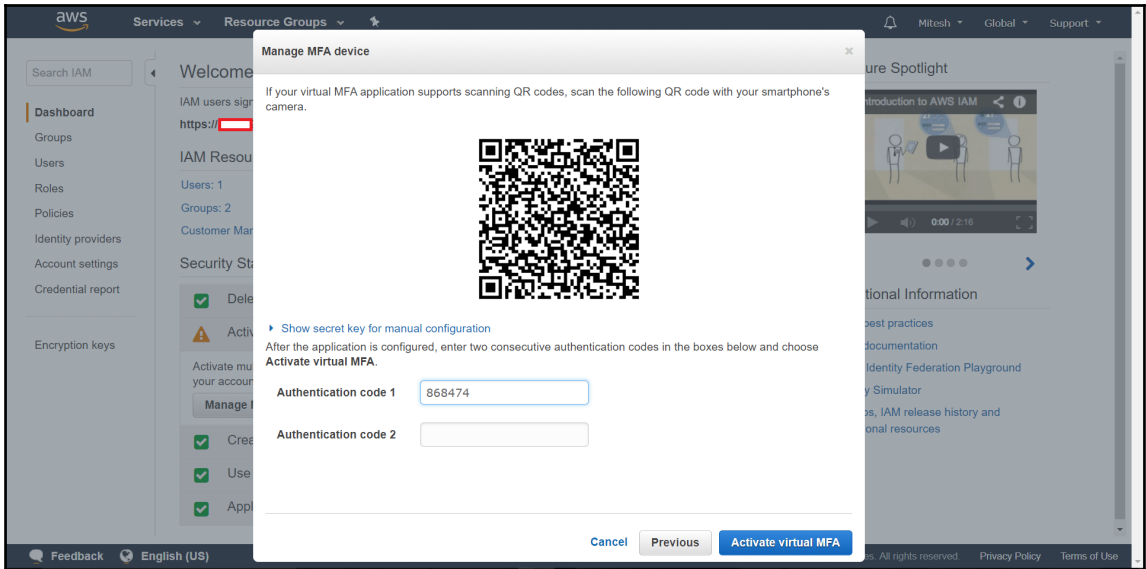 aws
Services
Resource Groups
Mitesh
Global
Support
Search IAM
Dashboard
Groups
Users
Roles
Policies
Identity providers
Account settings
Credential report
Encryption keys
Welcome
IAM users sign
https://
IAM Resou
Users: 1
Groups: 2
Customer Man
Security Sta
Dele
Activ
Activate mu
your accoun
Manage
Crea
Use
Appl
Manage MFA device
If your virtual MFA application supports scanning QR codes, scan the following QR code with your smartphone's
camera.
Show secret key for manual configuration
After the application is configured, enter two consecutive authentication codes in the boxes below and choose
Activate virtual MFA.
Authentication code 1
868474
Authentication code 2
Cancel
Previous
Activate virtual MFA
ure Spotlight
ntroduction to AWS IAM
0:00 / 2:16
tional Information
best practices
documentation
Identity Federation Playground
y Simulator
os, IAM release history and
onal resources
Feedback
English (US)
es. All rights reserved.
Privacy Policy
Terms of Use